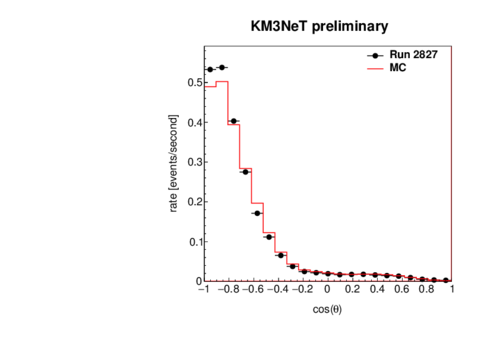 KM3NeT preliminary
Run 2827
MC
rate [events/second]
0.5
0.4
0.3
0.2
0.1
0
−1 −0.8 −0.6 −0.4 −0.2 0 0.2 0.4 0.6 0.8 1
cos(θ)